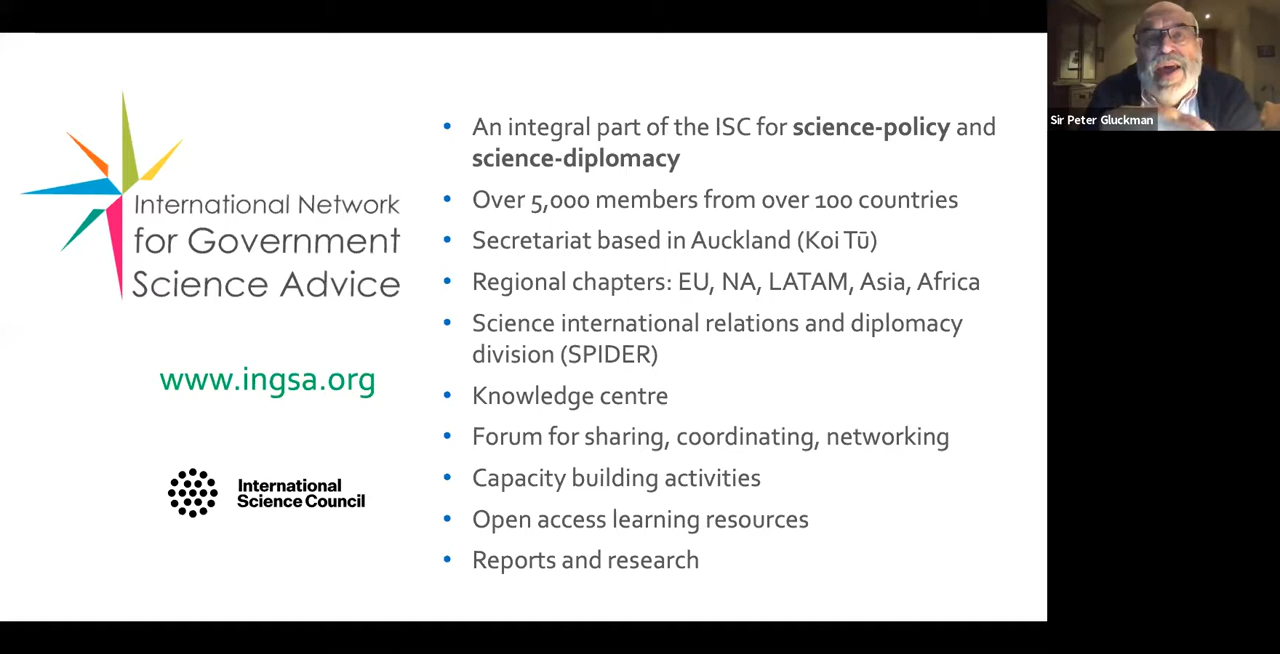 International Network
for Government
Science Advice
www.ingsa.org
International
Science Council
• An integral part of the ISC for science-policy and
science-diplomacy
• Over 5,000 members from over 100 countries
• Secretariat based in Auckland (Koi Tū)
• Regional chapters: EU, NA, LATAM, Asia, Africa
• Science international relations and diplomacy
division (SPIDER)
• Knowledge centre
• Forum for sharing, coordinating, networking
• Capacity building activities
• Open access learning resources
• Reports and research
Sir Peter Gluckman